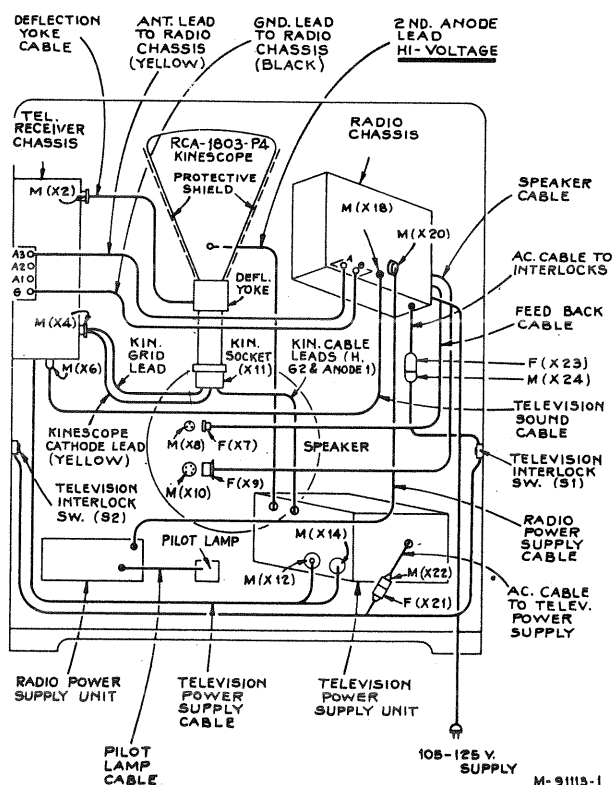 DEFLECTION
YOKE
CABLE
ANT. LEAD
TO RADIO
CHASSIS
(YELLOW)
GND. LEAD
TO RADIO
CHASSIS
(BLACK)
2ND. ANODE
LEAD
HI-VOLTAGE
TEL.
RECEIVER
CHASSIS
RCA-1803-P4
KINESCOPE
PROTECTIVE
SHIELD
RADIO
CHASSIS
M (X2)
M (X18)
M (X20)
SPEAKER
CABLE
A.C. CABLE TO
INTERLOCKS
FEED BACK
CABLE
A3
A2
A1
G
A
G
DEFL.
YOKE
M (X4)
KIN.
GRID
LEAD
KIN.
SOCKET
(X11)
KIN. CABLE
LEADS (H,
G2 & ANODE 1)
F (X23)
M (X24)
M (X6)
TELEVISION
SOUND
CABLE
KINESCOPE
CATHODE LEAD
(YELLOW)
M (X8)
F (X7)
SPEAKER
M (X10)
F (X9)
TELEVISION
INTERLOCK
SW. (S1)
TELEVISION
INTERLOCK
SW. (S2)
PILOT LAMP
M (X12)
M (X14)
M (X22)
F (X21)
RADIO
POWER
SUPPLY
CABLE
A.C. CABLE
TO TELEV.
POWER
SUPPLY
RADIO POWER
SUPPLY UNIT
TELEVISION
POWER
SUPPLY
CABLE
TELEVISION
POWER
SUPPLY UNIT
PILOT
LAMP
CABLE
105-125 V.
SUPPLY
M-91113-1